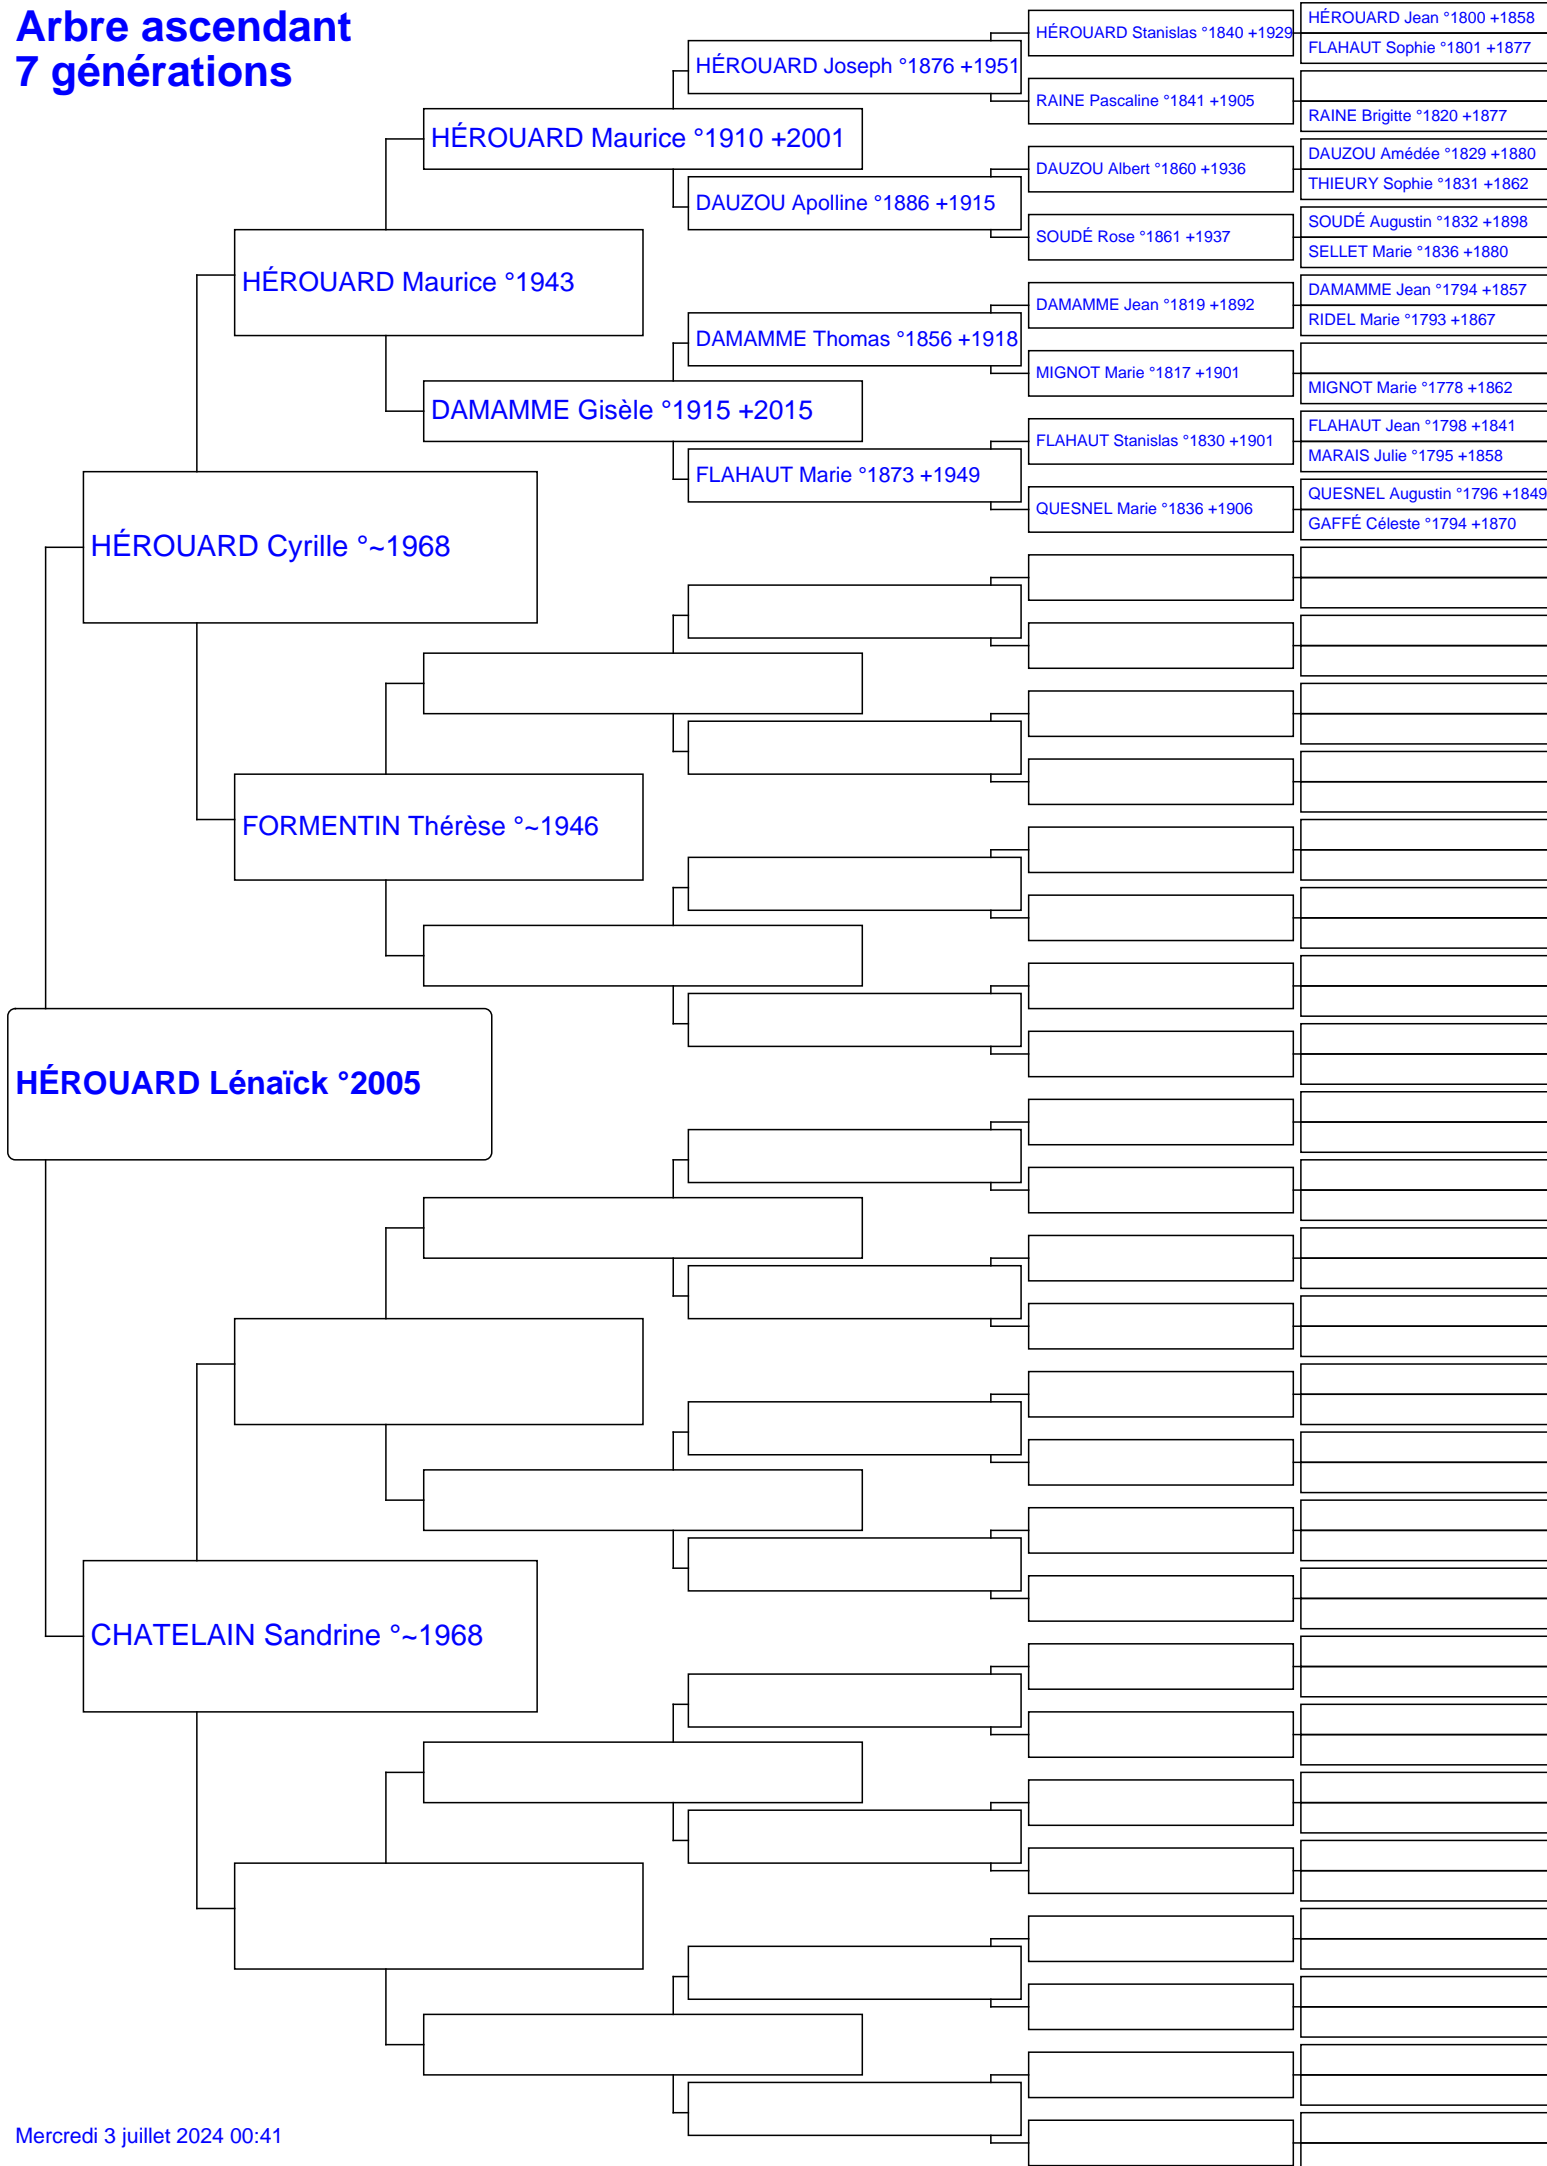 Arbre ascendant
7 générations
HÉROUARD Lénaïck °2005
HÉROUARD Cyrille °~1968
CHATELAIN Sandrine °~1968
HÉROUARD Maurice °1943
FORMENTIN Thérèse °~1946
HÉROUARD Maurice °1910 +2001
DAMAMME Gisèle °1915 +2015
HÉROUARD Joseph °1876 +1951
DAUZOU Apolline °1886 +1915
DAMAMME Thomas °1856 +1918
FLAHAUT Marie °1873 +1949
HÉROUARD Stanislas °1840 +1929
RAINE Pascaline °1841 +1905
DAUZOU Albert °1860 +1936
SOUDÉ Rose °1861 +1937
DAMAMME Jean °1819 +1892
MIGNOT Marie °1817 +1901
FLAHAUT Stanislas °1830 +1901
QUESNEL Marie °1836 +1906
HÉROUARD Jean °1800 +1858
FLAHAUT Sophie °1801 +1877
RAINE Brigitte °1820 +1877
DAUZOU Amédée °1829 +1880
THIEURY Sophie °1831 +1862
SOUDÉ Augustin °1832 +1898
SELLET Marie °1836 +1880
DAMAMME Jean °1794 +1857
RIDEL Marie °1793 +1867
MIGNOT Marie °1778 +1862
FLAHAUT Jean °1798 +1841
MARAIS Julie °1795 +1858
QUESNEL Augustin °1796 +1849
GAFFÉ Céleste °1794 +1870
Mercredi 3 juillet 2024 00:41